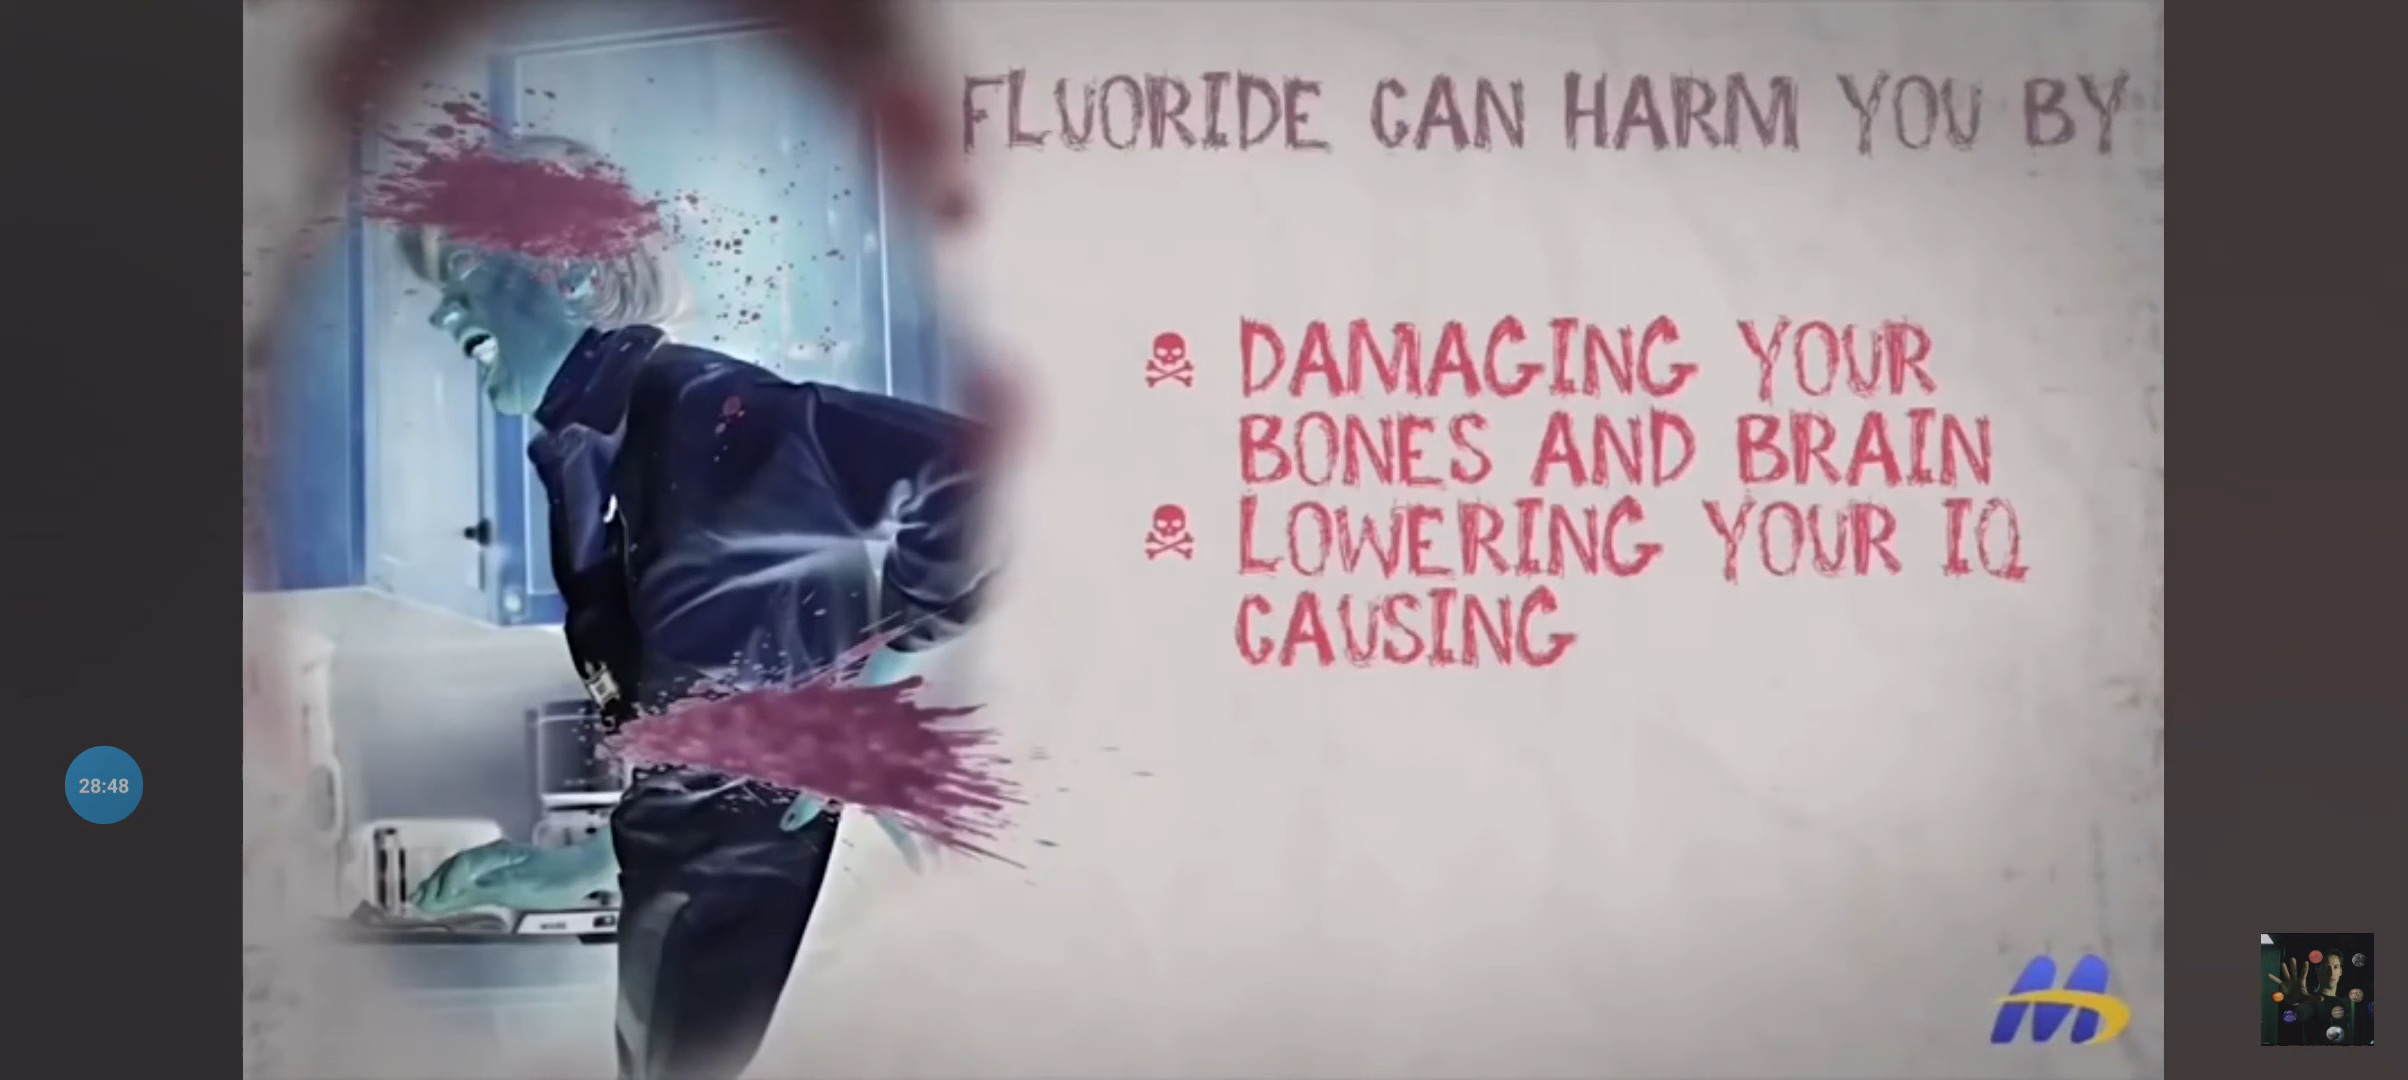 FLUORIDE CAN HARM YOU BY
DAMAGING YOUR
BONES AND BRAIN
LOWERING YOUR IQ
CAUSING
28:48